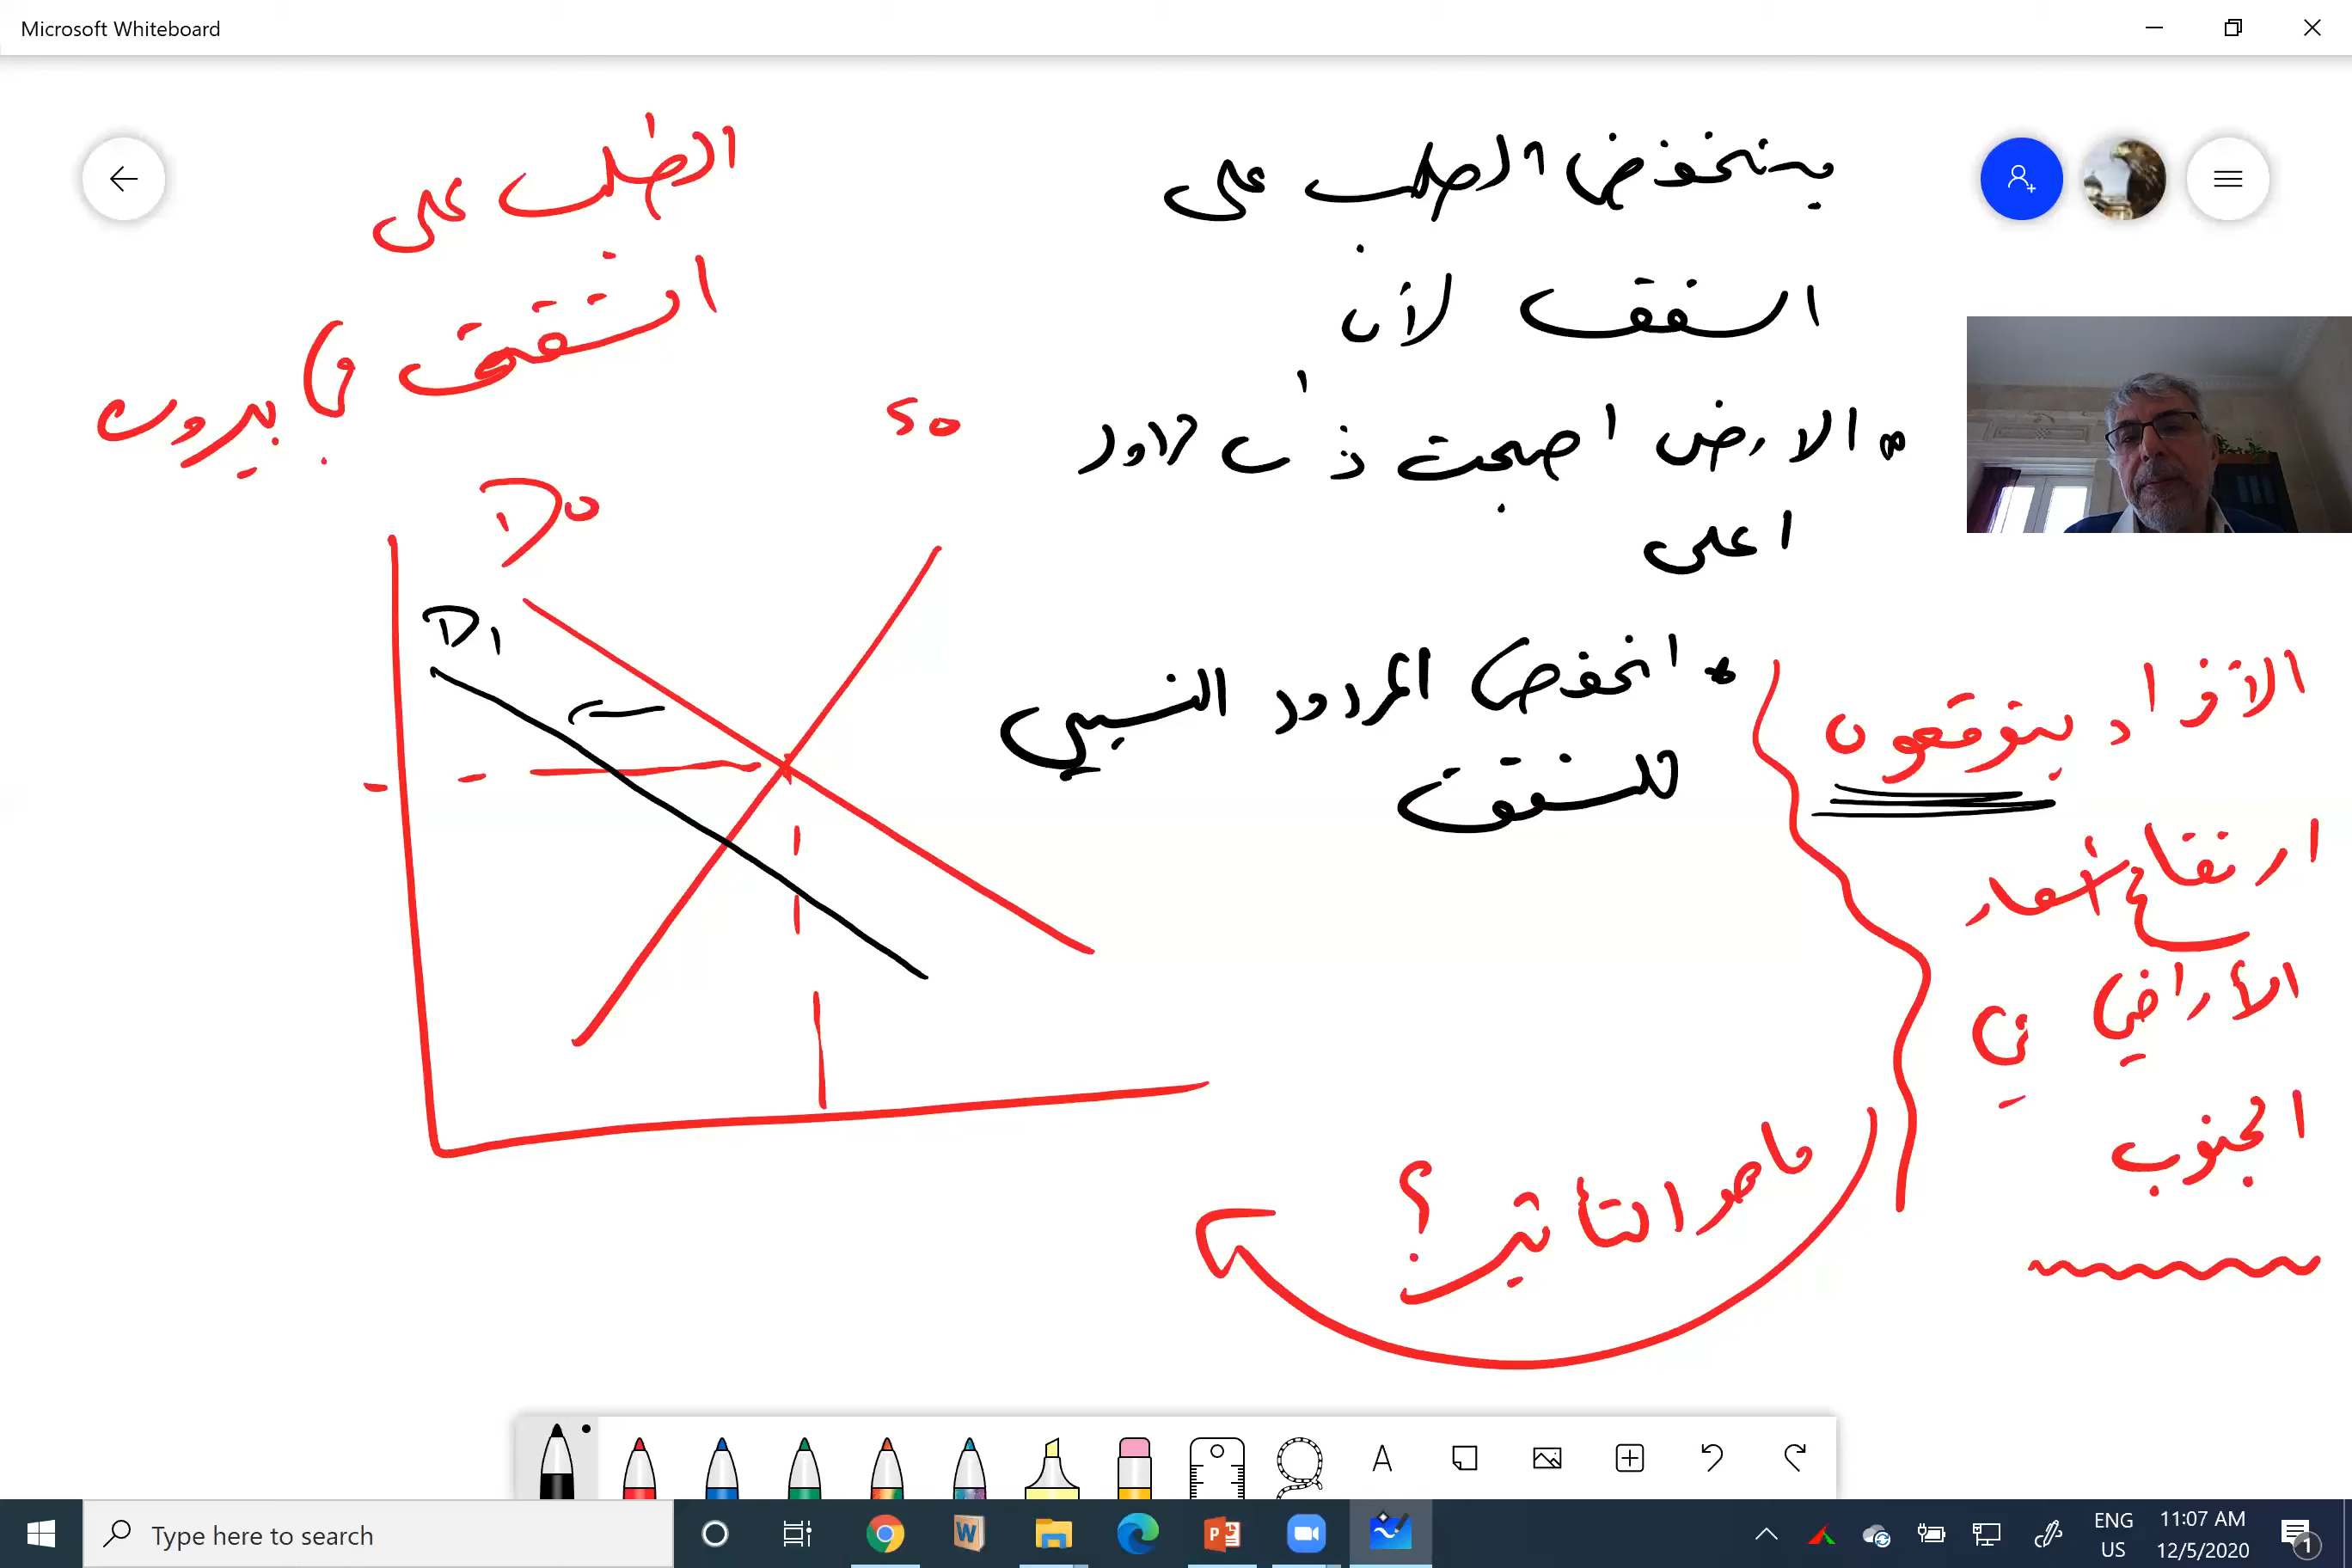 Microsoft Whiteboard
الطلب على
الشقق في بيروت
ينخفض الطلب على
الشقق لأن
* الارض اصبحت ذات مردود
اعلى
* انخفض المردود النسبي
للشقق
S0
D0
D1
الأفراد يتوقعون
ارتفاع أسعار
الأراضي في
الجنوب
ما هو التأثير؟
A
Type here to search
ENG
US
11:07 AM
12/5/2020
1